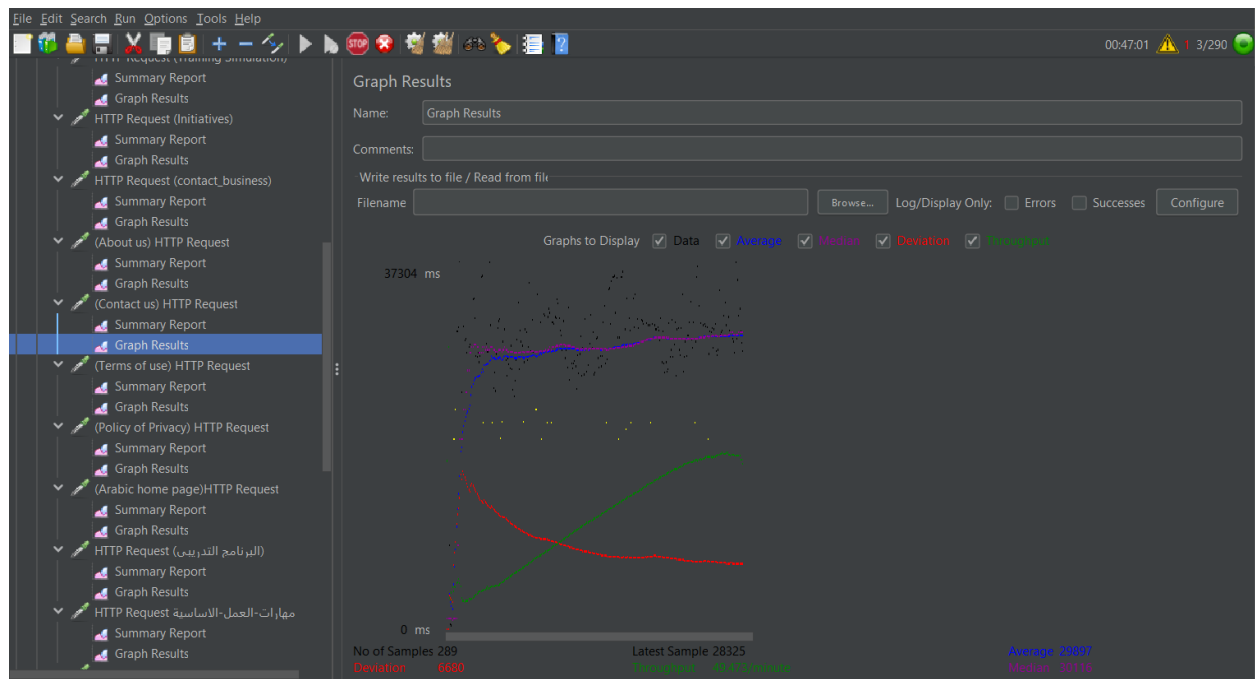 File Edit Search Run Options Tools Help
00:47:01 1 3/290
HTTP Request (Training Simulation)
Summary Report
Graph Results
HTTP Request (Initiatives)
Summary Report
Graph Results
HTTP Request (contact_business)
Summary Report
Graph Results
(About us) HTTP Request
Summary Report
Graph Results
(Contact us) HTTP Request
Summary Report
Graph Results
(Terms of use) HTTP Request
Summary Report
Graph Results
(Policy of Privacy) HTTP Request
Summary Report
Graph Results
(Arabic home page)HTTP Request
Summary Report
Graph Results
HTTP Request (البرنامج التدريبى)
Summary Report
Graph Results
HTTP Request مهارات-العمل-الاساسية
Summary Report
Graph Results
Graph Results
Name: Graph Results
Comments:
Write results to file / Read from file
Filename Browse... Log/Display Only: Errors Successes Configure
Graphs to Display Data Average Median Deviation Throughput
37304 ms
0 ms
No of Samples 289 Latest Sample 28325 Average 29897
Deviation 6680 Throughput 49.473/minute Median